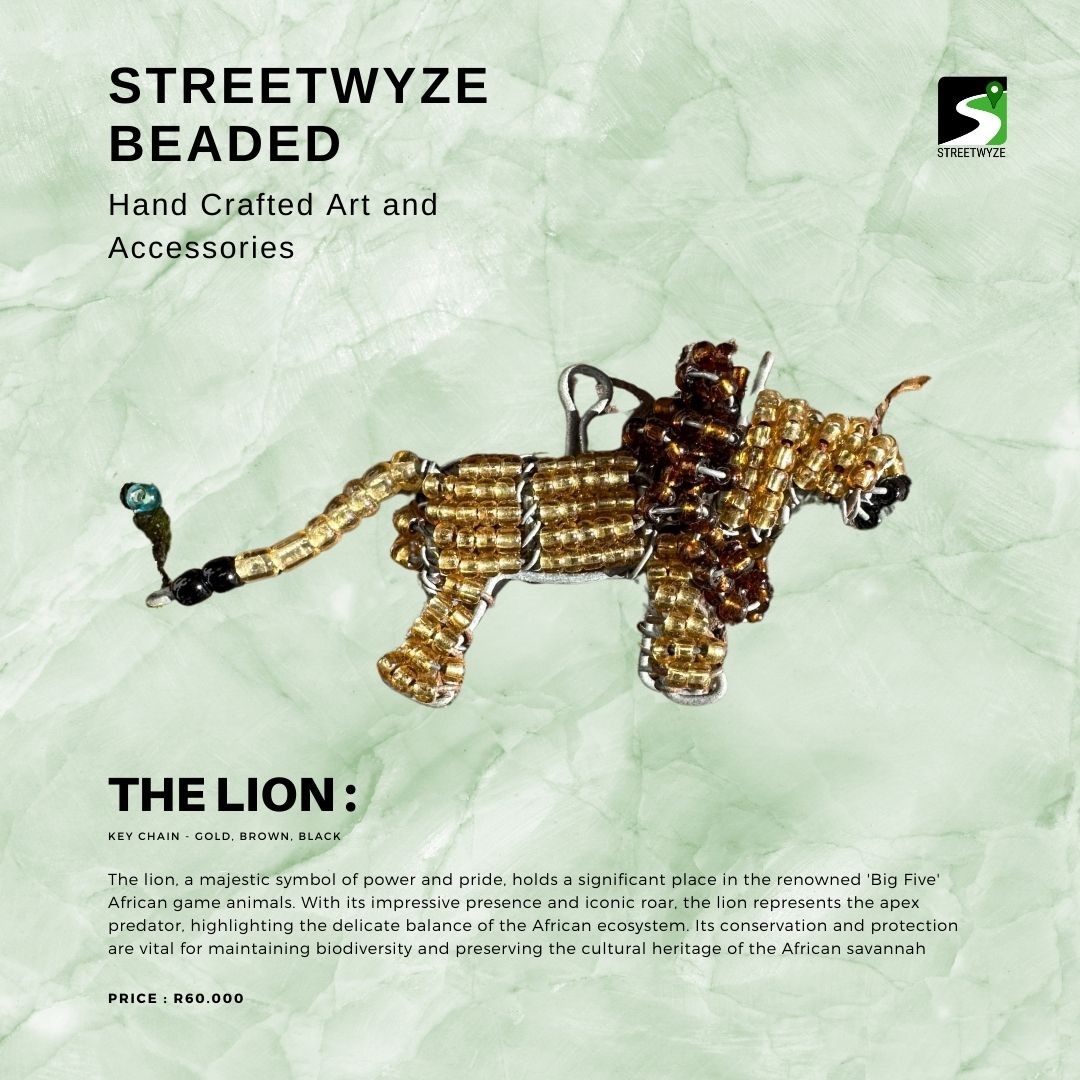 STREETWYZE
BEADED
Hand Crafted Art and
Accessories
STREETWYZE
THE LION :
KEY CHAIN - GOLD, BROWN, BLACK
The lion, a majestic symbol of power and pride, holds a significant place in the renowned 'Big Five'
African game animals. With its impressive presence and iconic roar, the lion represents the apex
predator, highlighting the delicate balance of the African ecosystem. Its conservation and protection
are vital for maintaining biodiversity and preserving the cultural heritage of the African savannah
PRICE : R60.000